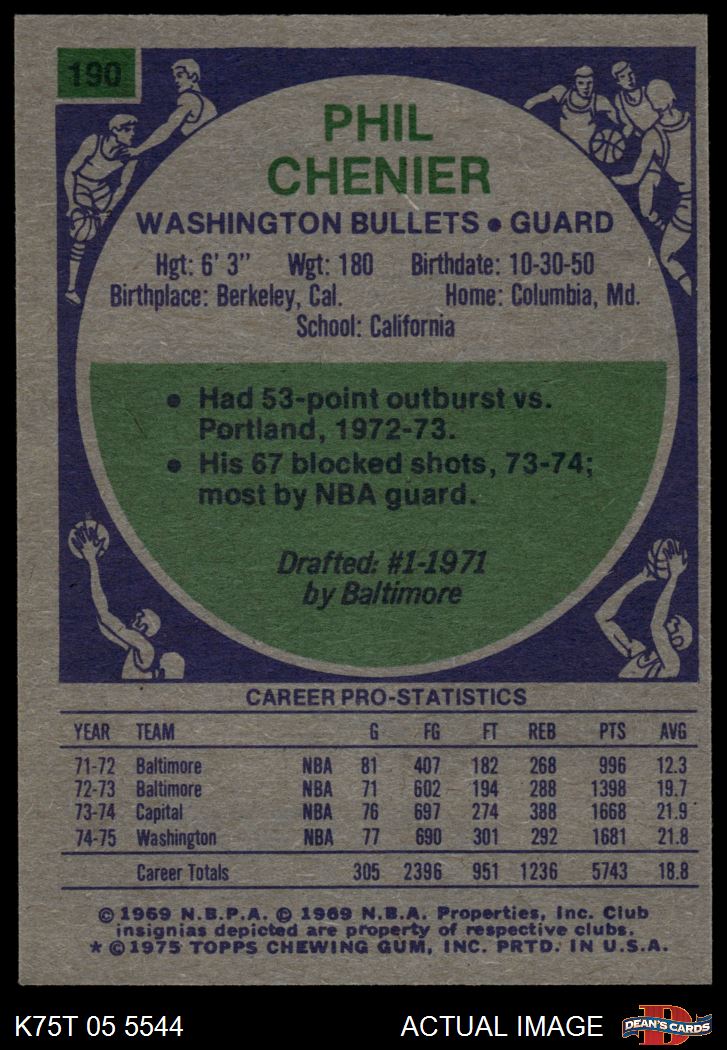 190
PHIL
CHENIER
WASHINGTON BULLETS • GUARD
Hgt: 6' 3" Wgt: 180 Birthdate: 10-30-50
Birthplace: Berkeley, Cal. Home: Columbia, Md.
School: California
• Had 53-point outburst vs.
Portland, 1972-73.
• His 67 blocked shots, 73-74;
most by NBA guard.
Drafted: #1-1971
by Baltimore
CAREER PRO-STATISTICS
YEAR TEAM G FG FT REB PTS AVG
71-72 Baltimore NBA 81 407 182 268 996 12.3
72-73 Baltimore NBA 71 602 194 288 1398 19.7
73-74 Capital NBA 76 697 274 388 1668 21.9
74-75 Washington NBA 77 690 301 292 1681 21.8
Career Totals 305 2396 951 1236 5743 18.8
© 1969 N.B.P.A. © 1969 N.B.A. Properties, Inc. Club
insignias depicted are property of respective clubs.
* © 1975 TOPPS CHEWING GUM, INC. PRTD. IN U.S.A.
K75T 05 5544 ACTUAL IMAGE D DEAN'S CARDS